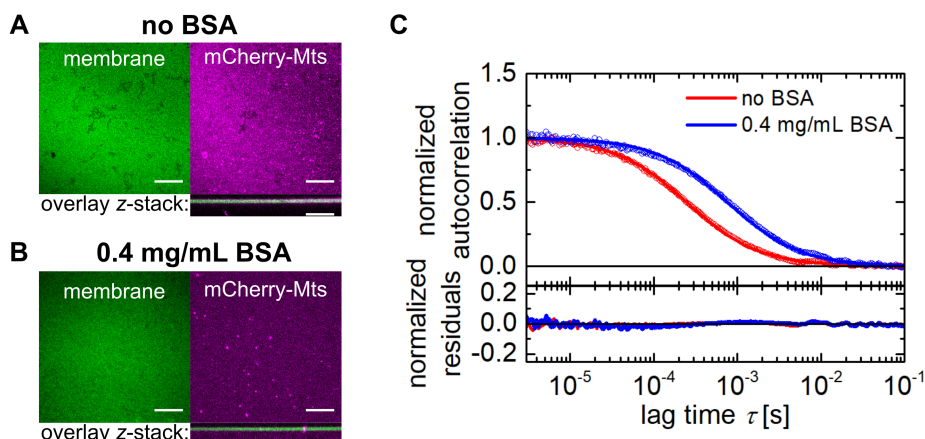 A
no BSA
membrane
mCherry-Mts
overlay z-stack:
B
0.4 mg/mL BSA
membrane
mCherry-Mts
overlay z-stack:
C
normalized
autocorrelation
1.5
1.0
0.5
0.0
no BSA
0.4 mg/mL BSA
normalized
residuals
0.2
0.0
-0.2
10⁻⁵
10⁻⁴
10⁻³
10⁻²
10⁻¹
lag time τ [s]